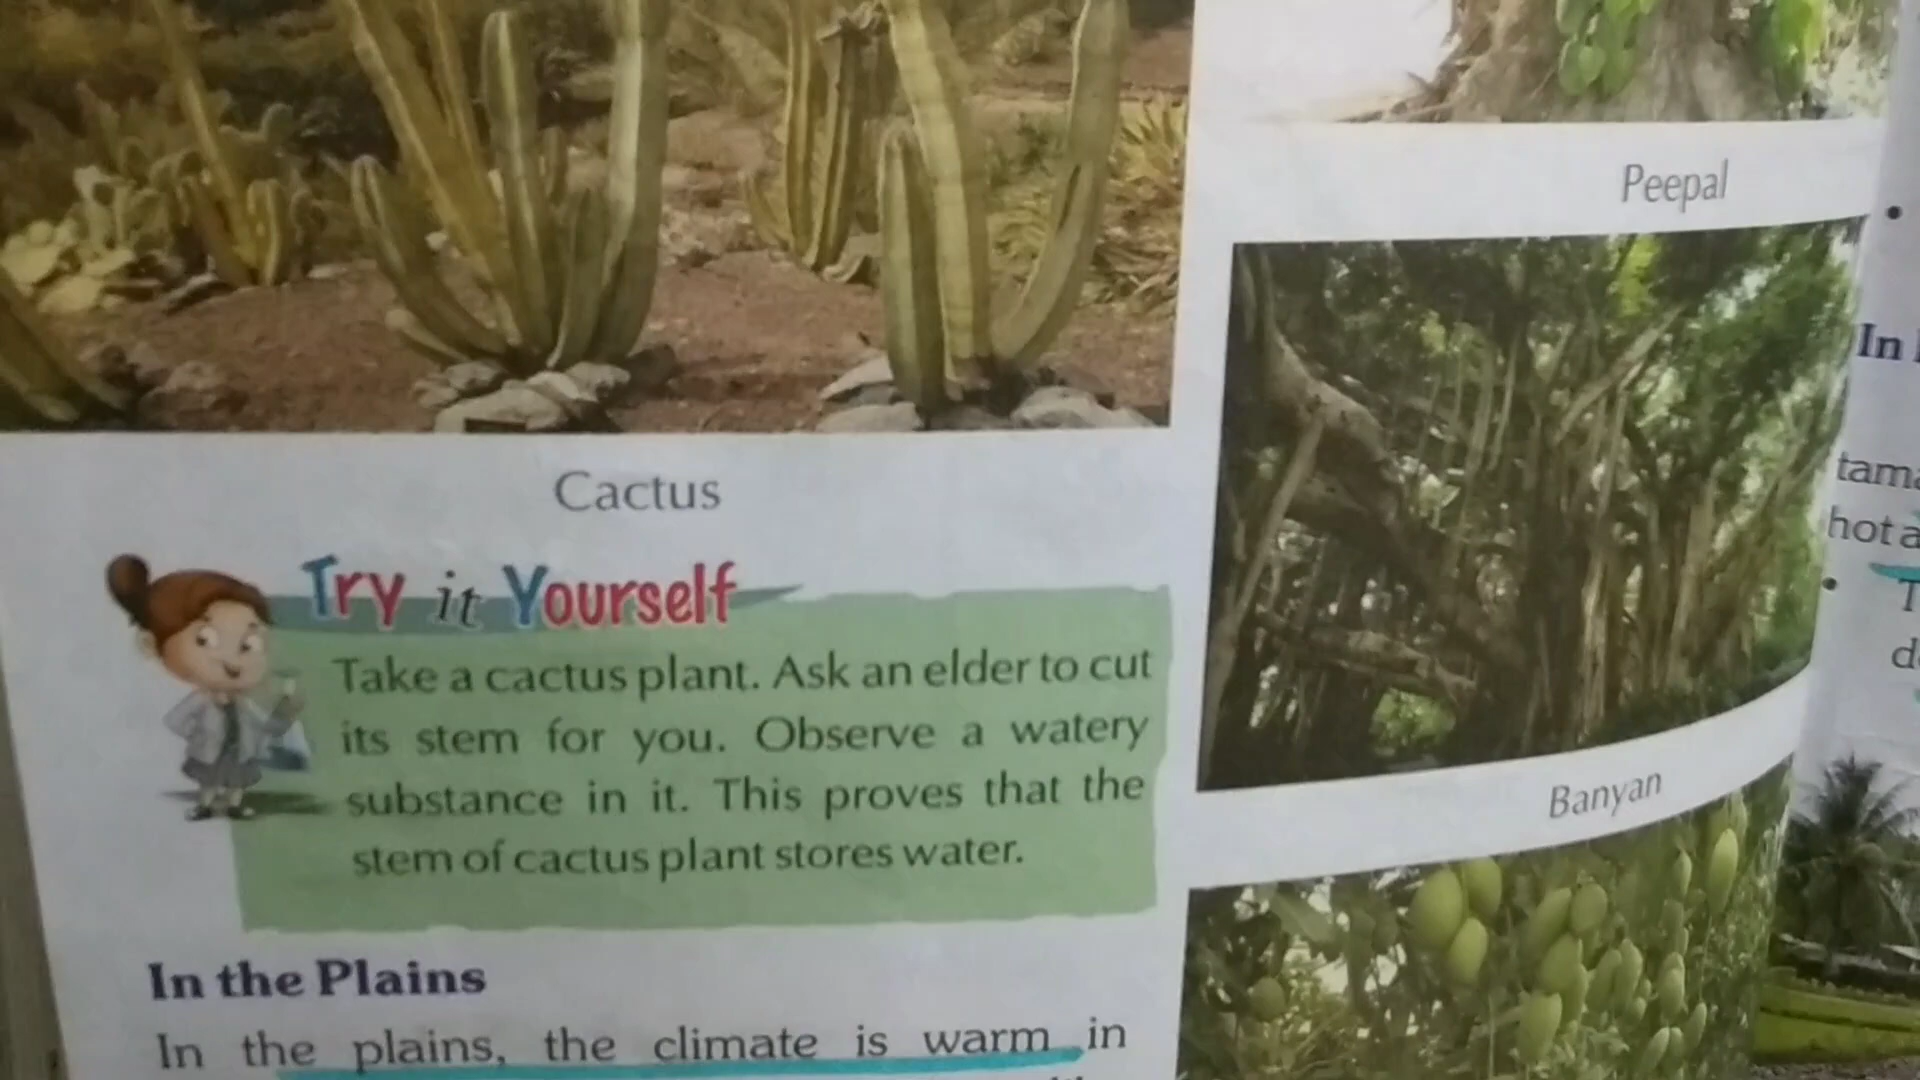 Cactus
Try it Yourself
Take a cactus plant. Ask an elder to cut
its stem for you. Observe a watery
substance in it. This proves that the
stem of cactus plant stores water.
In the Plains
In the plains, the climate is warm in
Peepal
Banyan
In
hot a